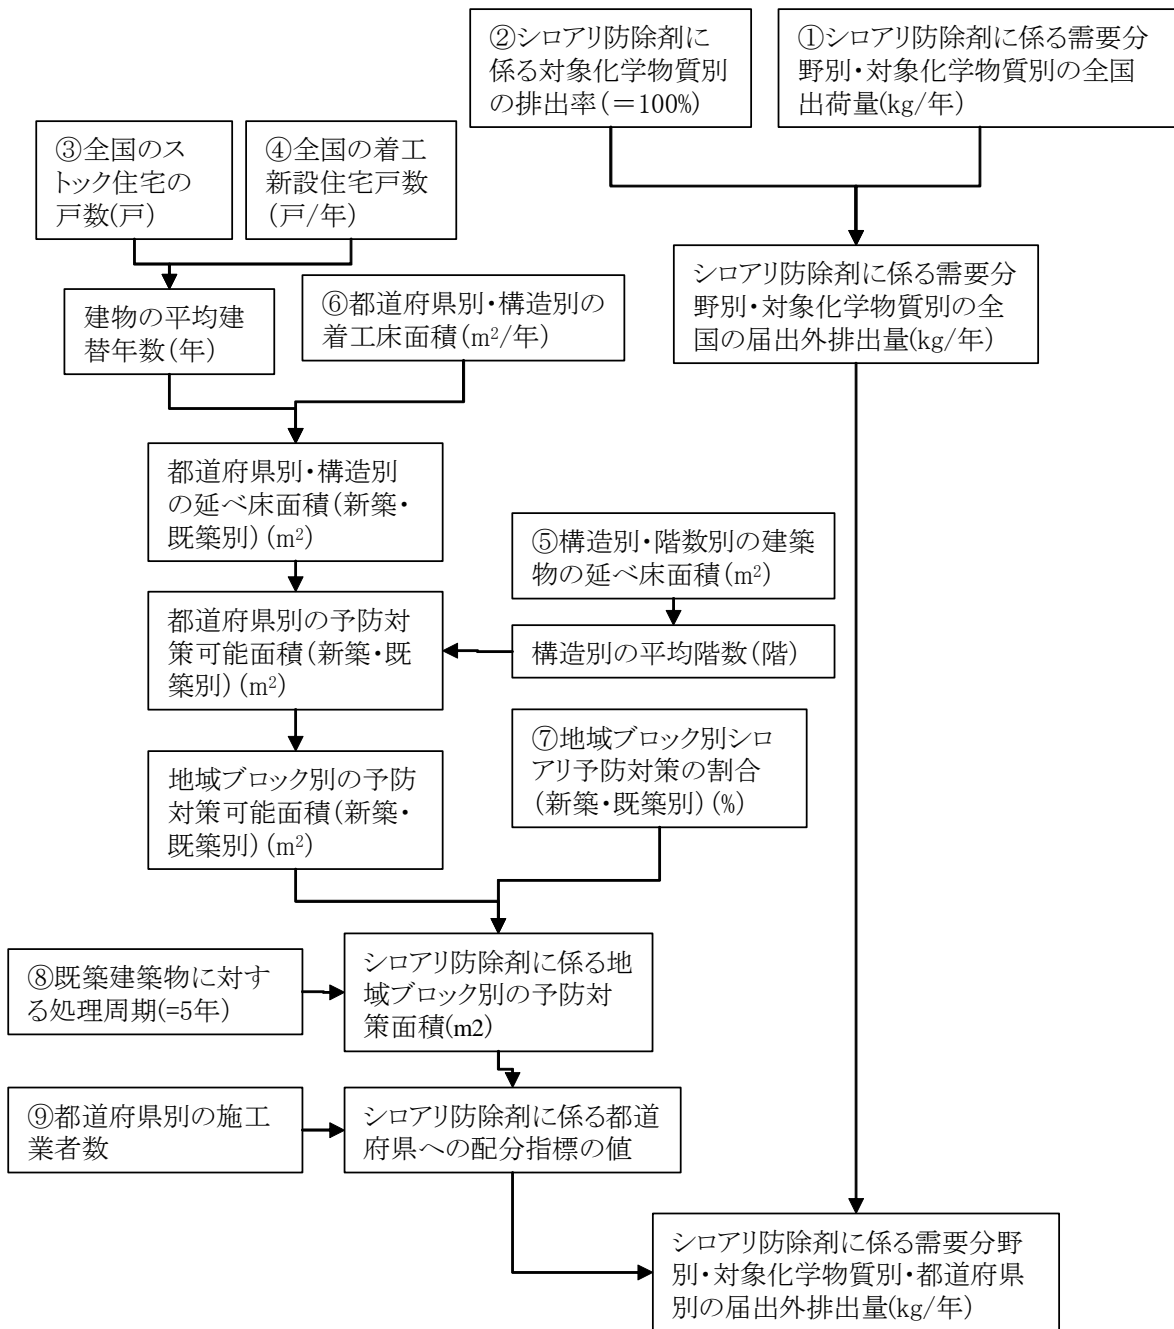 ②シロアリ防除剤に
係る対象化学物質別
の排出率(＝100%)
①シロアリ防除剤に係る需要分
野別・対象化学物質別の全国
出荷量(kg/年)
③全国のス
トック住宅の
戸数(戸)
④全国の着工
新設住宅戸数
(戸/年)
シロアリ防除剤に係る需要分
野別・対象化学物質別の全
国の届出外排出量(kg/年)
建物の平均建
替年数(年)
⑥都道府県別・構造別の
着工床面積(m²/年)
都道府県別・構造別
の延べ床面積(新築・
既築別)(m²)
⑤構造別・階数別の建築
物の延べ床面積(m²)
都道府県別の予防対
策可能面積(新築・既
築別)(m²)
構造別の平均階数(階)
⑦地域ブロック別シロ
アリ予防対策の割合
(新築・既築別)(%)
地域ブロック別の予防
対策可能面積(新築・
既築別)(m²)
⑧既築建築物に対す
る処理周期(=5年)
シロアリ防除剤に係る地
域ブロック別の予防対
策面積(m2)
⑨都道府県別の施工
業者数
シロアリ防除剤に係る都道
府県への配分指標の値
シロアリ防除剤に係る需要分野
別・対象化学物質別・都道府県
別の届出外排出量(kg/年)